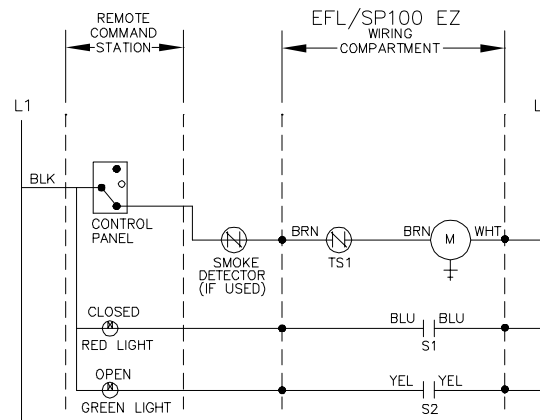 REMOTE
COMMAND
STATION
EFL/SP100 EZ
WIRING
COMPARTMENT
L1
L
BLK
CONTROL
PANEL
BRN
BRN
M
WHT
SMOKE
DETECTOR
(IF USED)
TS1
CLOSED
RED LIGHT
BLU
BLU
S1
OPEN
GREEN LIGHT
YEL
YEL
S2